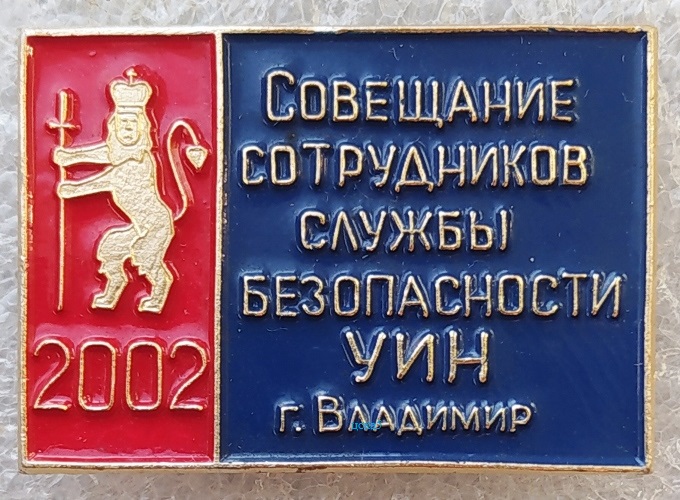 Совещание
сотрудников
службы
безопасности
УИН
г. Владимир
2002